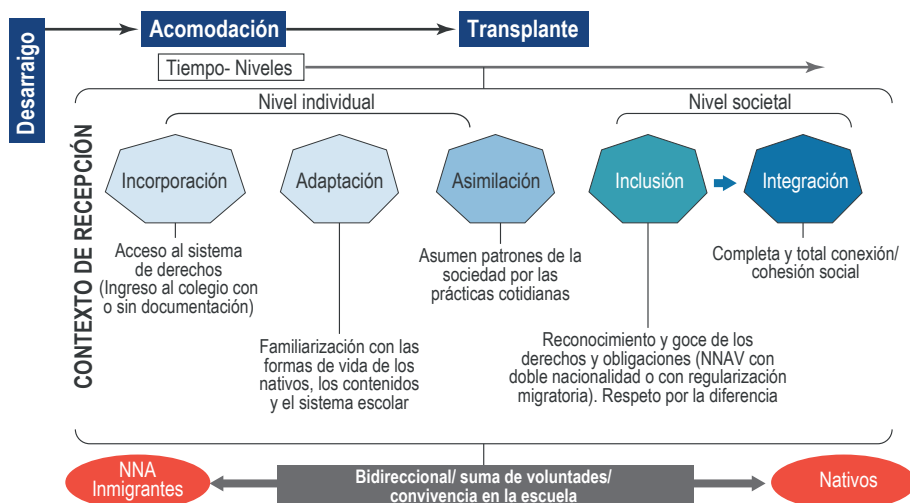 Desarraigo
Acomodación
Transplante
Tiempo- Niveles
CONTEXTO DE RECEPCIÓN
Nivel individual
Nivel societal
Incorporación
Adaptación
Asimilación
Inclusión
Integración
Acceso al sistema
de derechos
(Ingreso al colegio con
o sin documentación)
Familiarización con las
formas de vida de los
nativos, los contenidos
y el sistema escolar
Asumen patrones de la
sociedad por las
prácticas cotidianas
Reconocimiento y goce de los
derechos y obligaciones (NNAV con
doble nacionalidad o con regularización
migratoria). Respeto por la diferencia
Completa y total conexión/
cohesión social
NNA
Inmigrantes
Bidireccional/ suma de voluntades/
convivencia en la escuela
Nativos